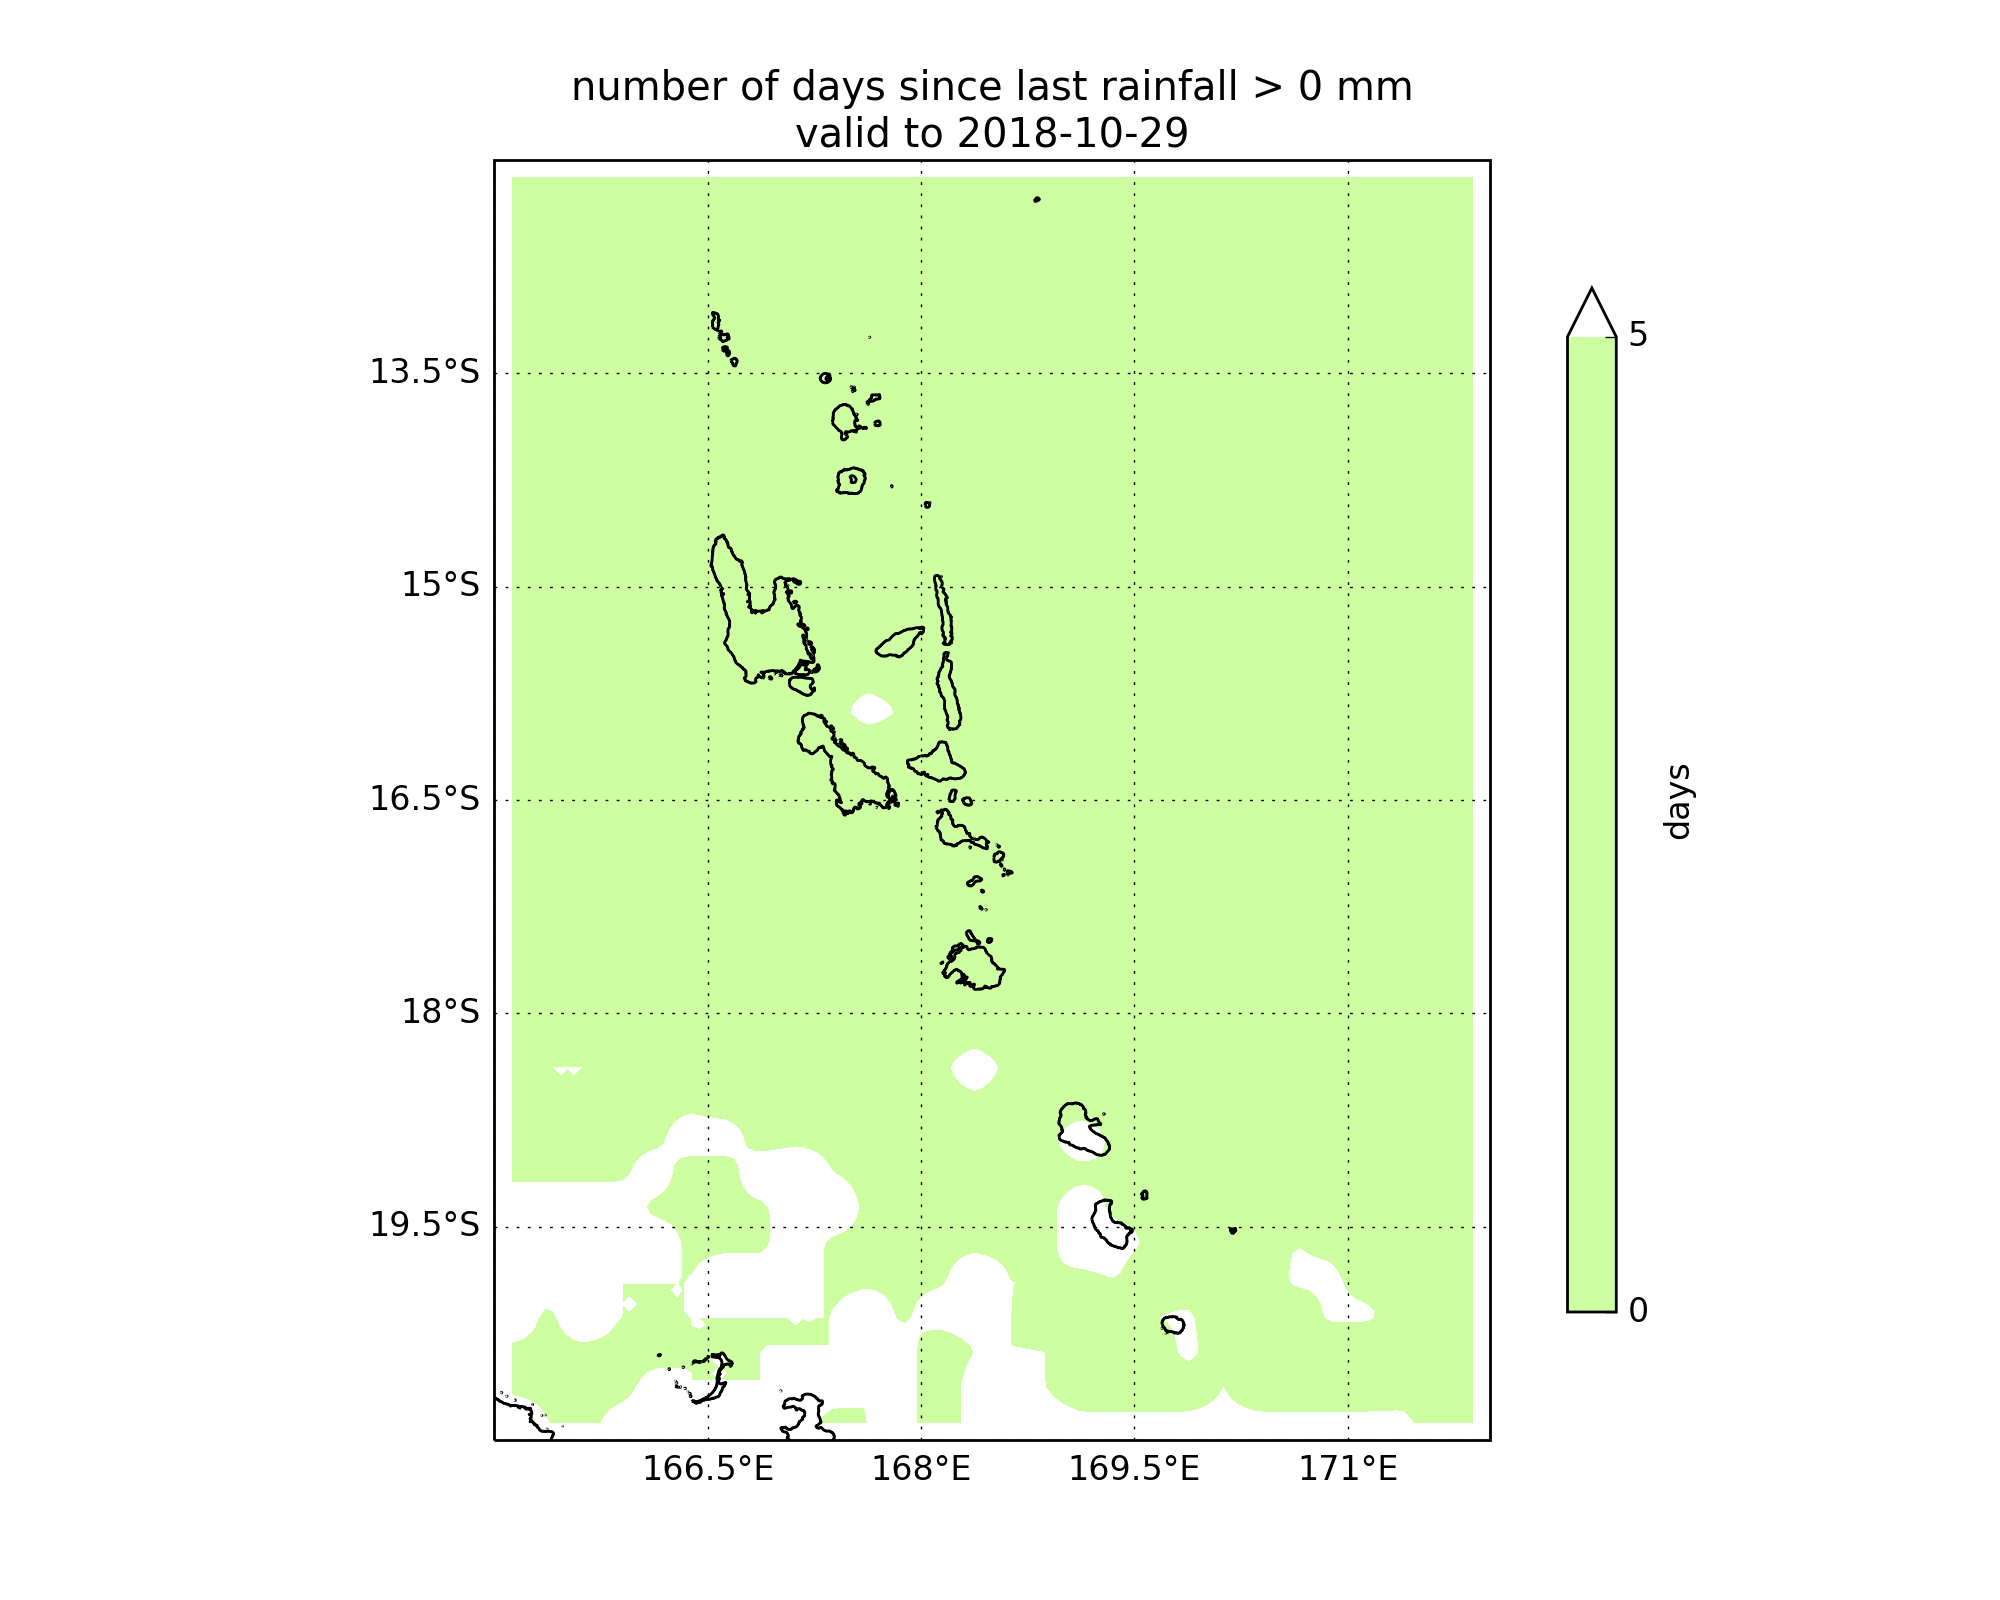 number of days since last rainfall > 0 mm
valid to 2018-10-29
13.5°S
15°S
16.5°S
18°S
19.5°S
166.5°E
168°E
169.5°E
171°E
5
0
days